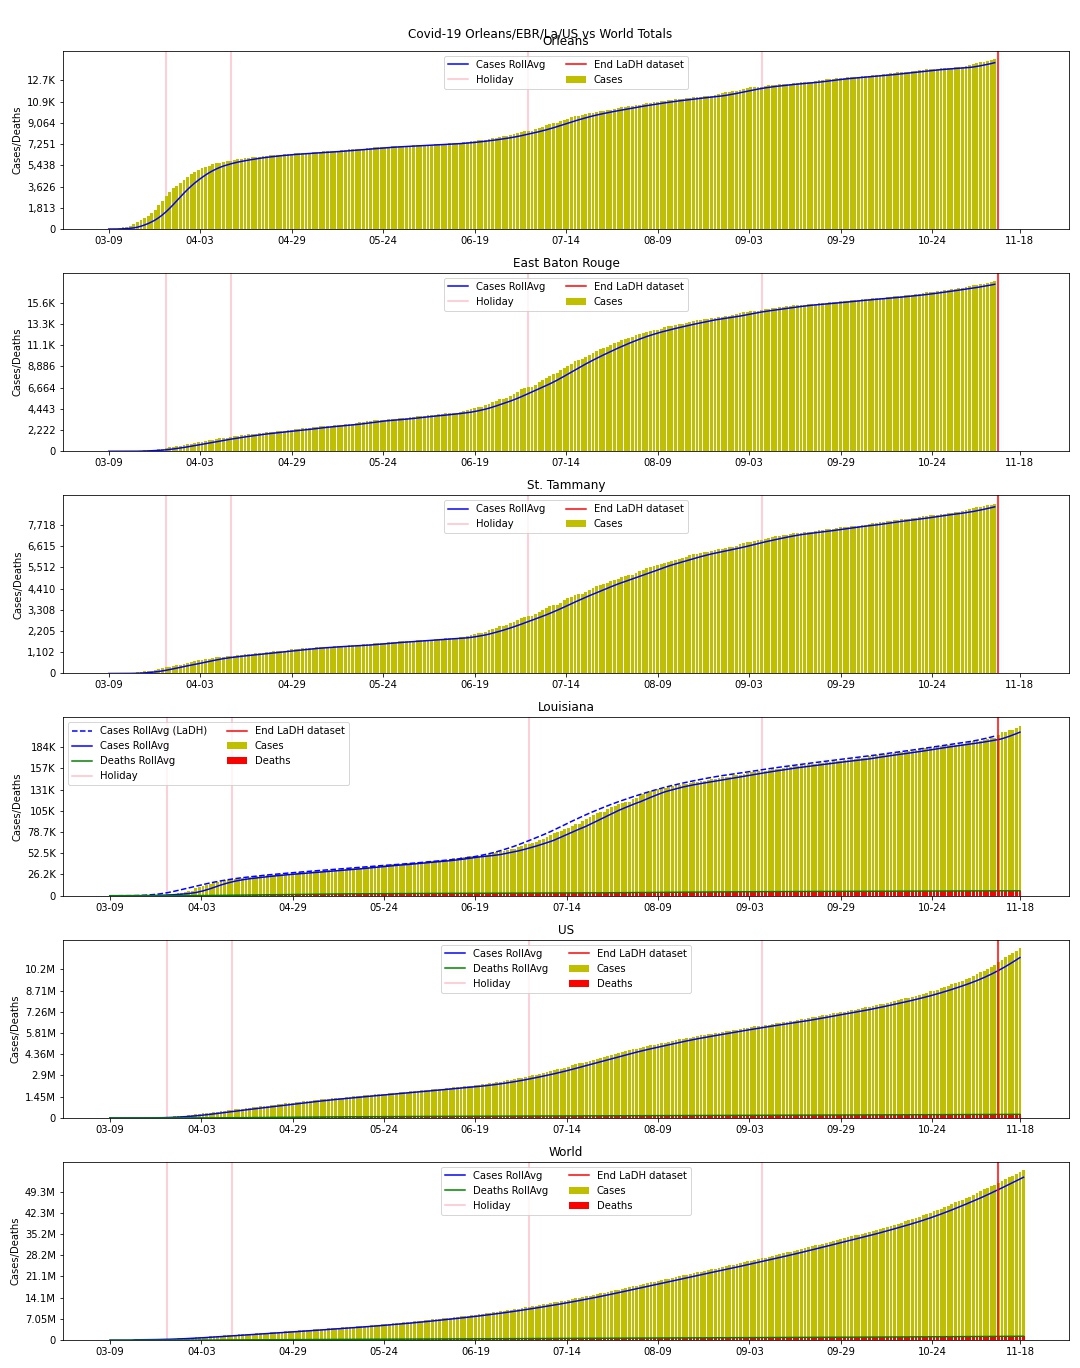 Covid-19 Orleans/EBR/La/US vs World Totals
Orleans
Cases RollAvg
Holiday
End LaDH dataset
Cases
Cases/Deaths
12.7K
10.9K
9,064
7,251
5,438
3,626
1,813
0
03-09 04-03 04-29 05-24 06-19 07-14 08-09 09-03 09-29 10-24 11-18
East Baton Rouge
Cases RollAvg
Holiday
End LaDH dataset
Cases
Cases/Deaths
15.6K
13.3K
11.1K
8,886
6,664
4,443
2,222
0
03-09 04-03 04-29 05-24 06-19 07-14 08-09 09-03 09-29 10-24 11-18
St. Tammany
Cases RollAvg
Holiday
End LaDH dataset
Cases
Cases/Deaths
7,718
6,615
5,512
4,410
3,308
2,205
1,102
0
03-09 04-03 04-29 05-24 06-19 07-14 08-09 09-03 09-29 10-24 11-18
Louisiana
Cases RollAvg (LaDH)
Cases RollAvg
Deaths RollAvg
Holiday
End LaDH dataset
Cases
Deaths
Cases/Deaths
184K
157K
131K
105K
78.7K
52.5K
26.2K
0
03-09 04-03 04-29 05-24 06-19 07-14 08-09 09-03 09-29 10-24 11-18
US
Cases RollAvg
Deaths RollAvg
Holiday
End LaDH dataset
Cases
Deaths
Cases/Deaths
10.2M
8.71M
7.26M
5.81M
4.36M
2.9M
1.45M
0
03-09 04-03 04-29 05-24 06-19 07-14 08-09 09-03 09-29 10-24 11-18
World
Cases RollAvg
Deaths RollAvg
Holiday
End LaDH dataset
Cases
Deaths
Cases/Deaths
49.3M
42.3M
35.2M
28.2M
21.1M
14.1M
7.05M
0
03-09 04-03 04-29 05-24 06-19 07-14 08-09 09-03 09-29 10-24 11-18